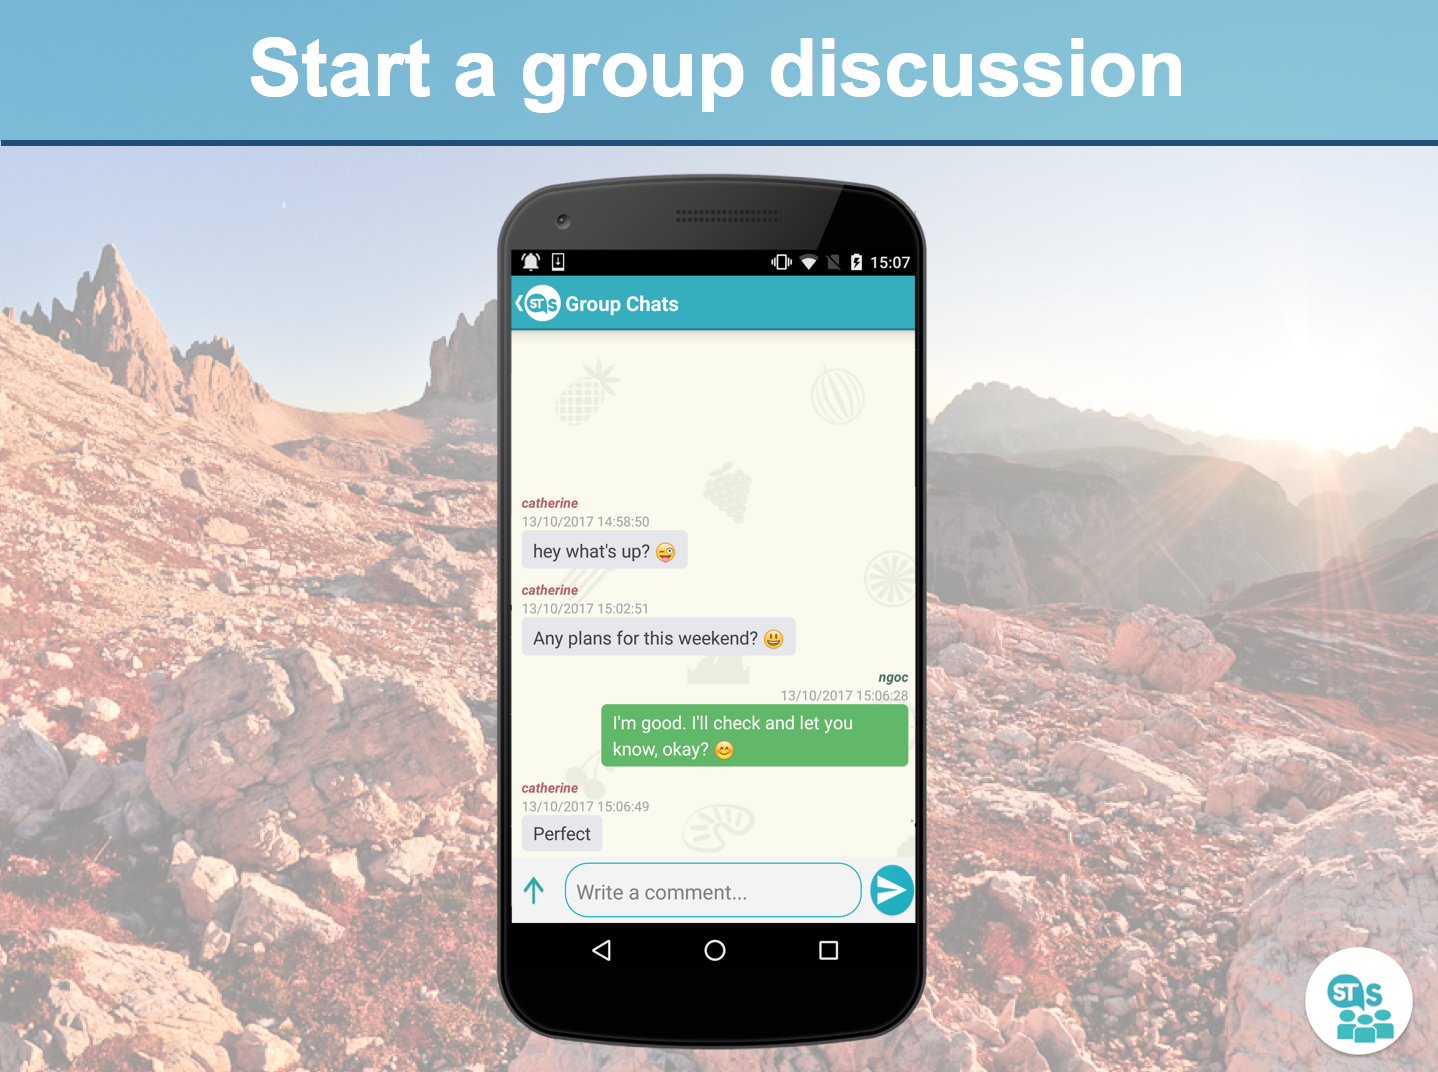 Start a group discussion
15:07
STS Group Chats
catherine
13/10/2017 14:58:50
hey what's up? 😜
catherine
13/10/2017 15:02:51
Any plans for this weekend? 😃
ngoc
13/10/2017 15:06:28
I'm good. I'll check and let you
know, okay? 😊
catherine
13/10/2017 15:06:49
Perfect
Write a comment...
STS